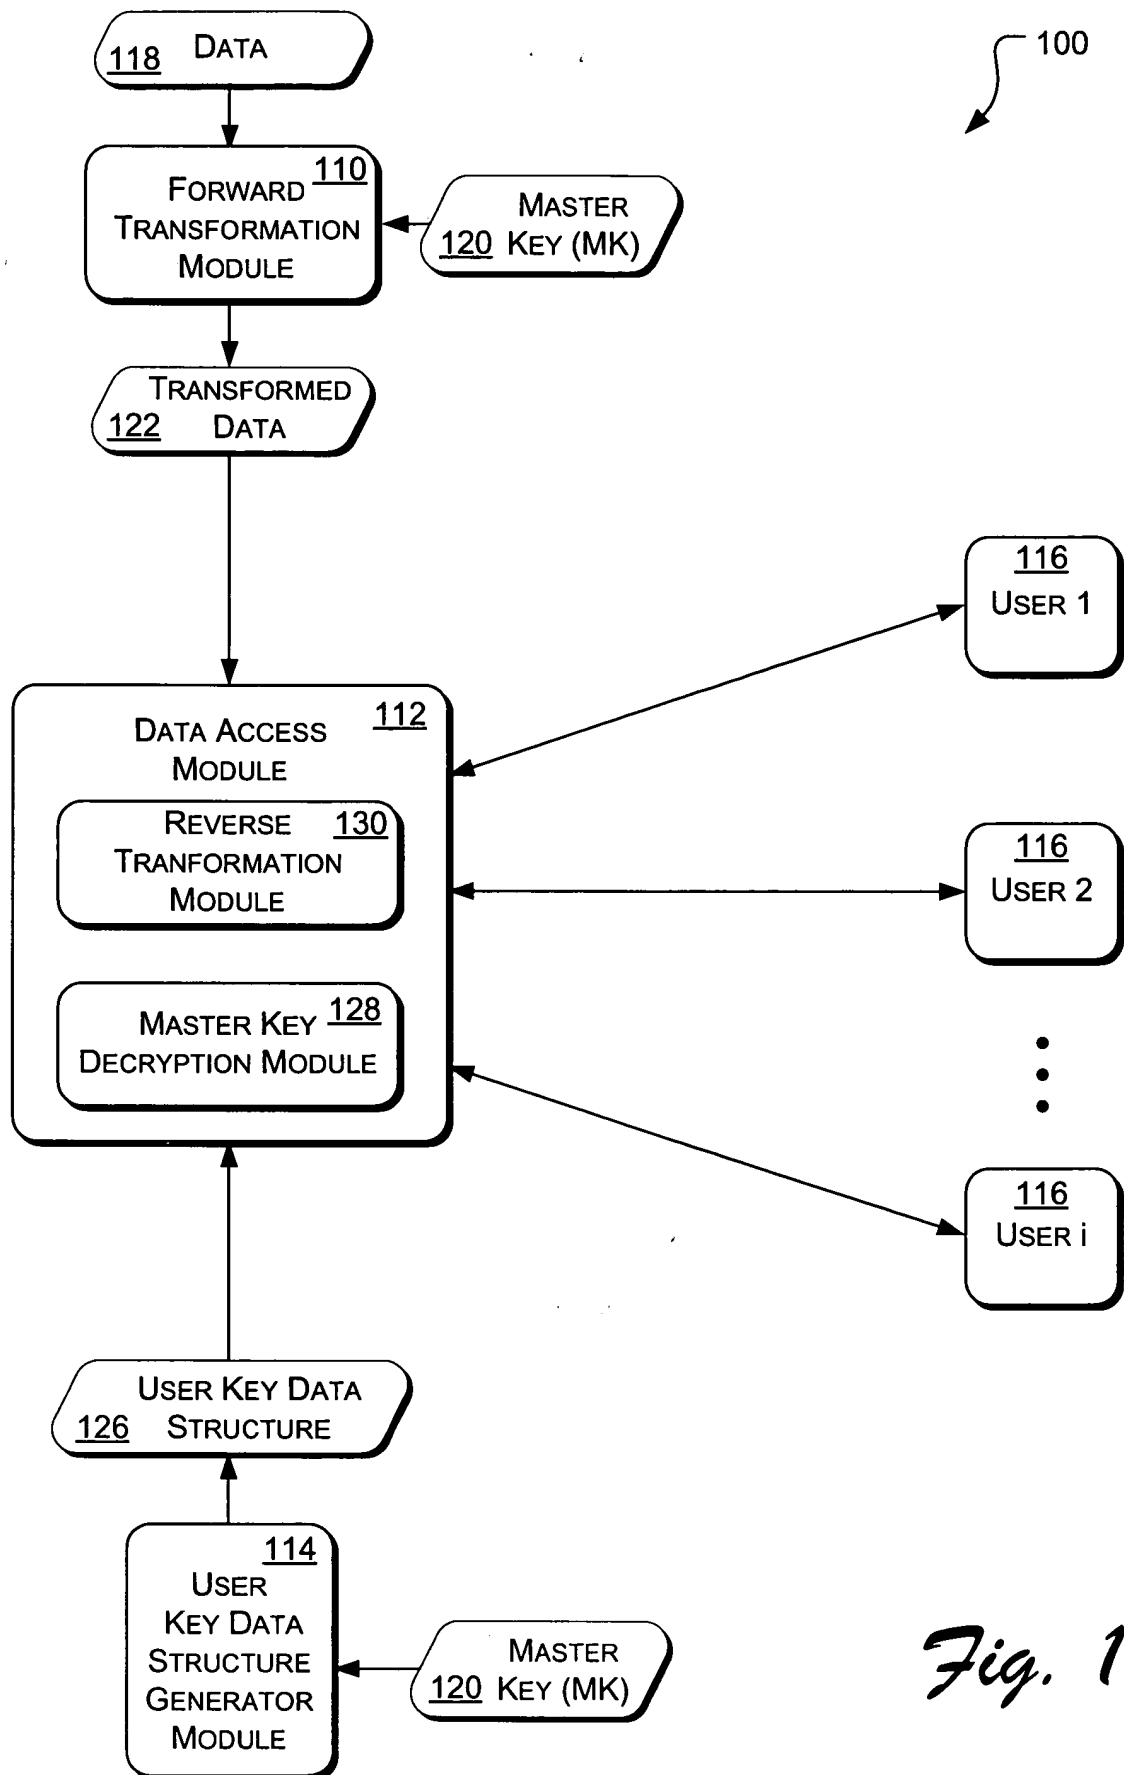 118 DATA
100
110
FORWARD
TRANSFORMATION
MODULE
MASTER
120 KEY (MK)
TRANSFORMED
122 DATA
116
USER 1
112
DATA ACCESS
MODULE
REVERSE 130
TRANFORMATION
MODULE
116
USER 2
MASTER KEY 128
DECRYPTION MODULE
116
USER i
USER KEY DATA
126 STRUCTURE
114
USER
KEY DATA
STRUCTURE
GENERATOR
MODULE
MASTER
120 KEY (MK)
Fig. 1